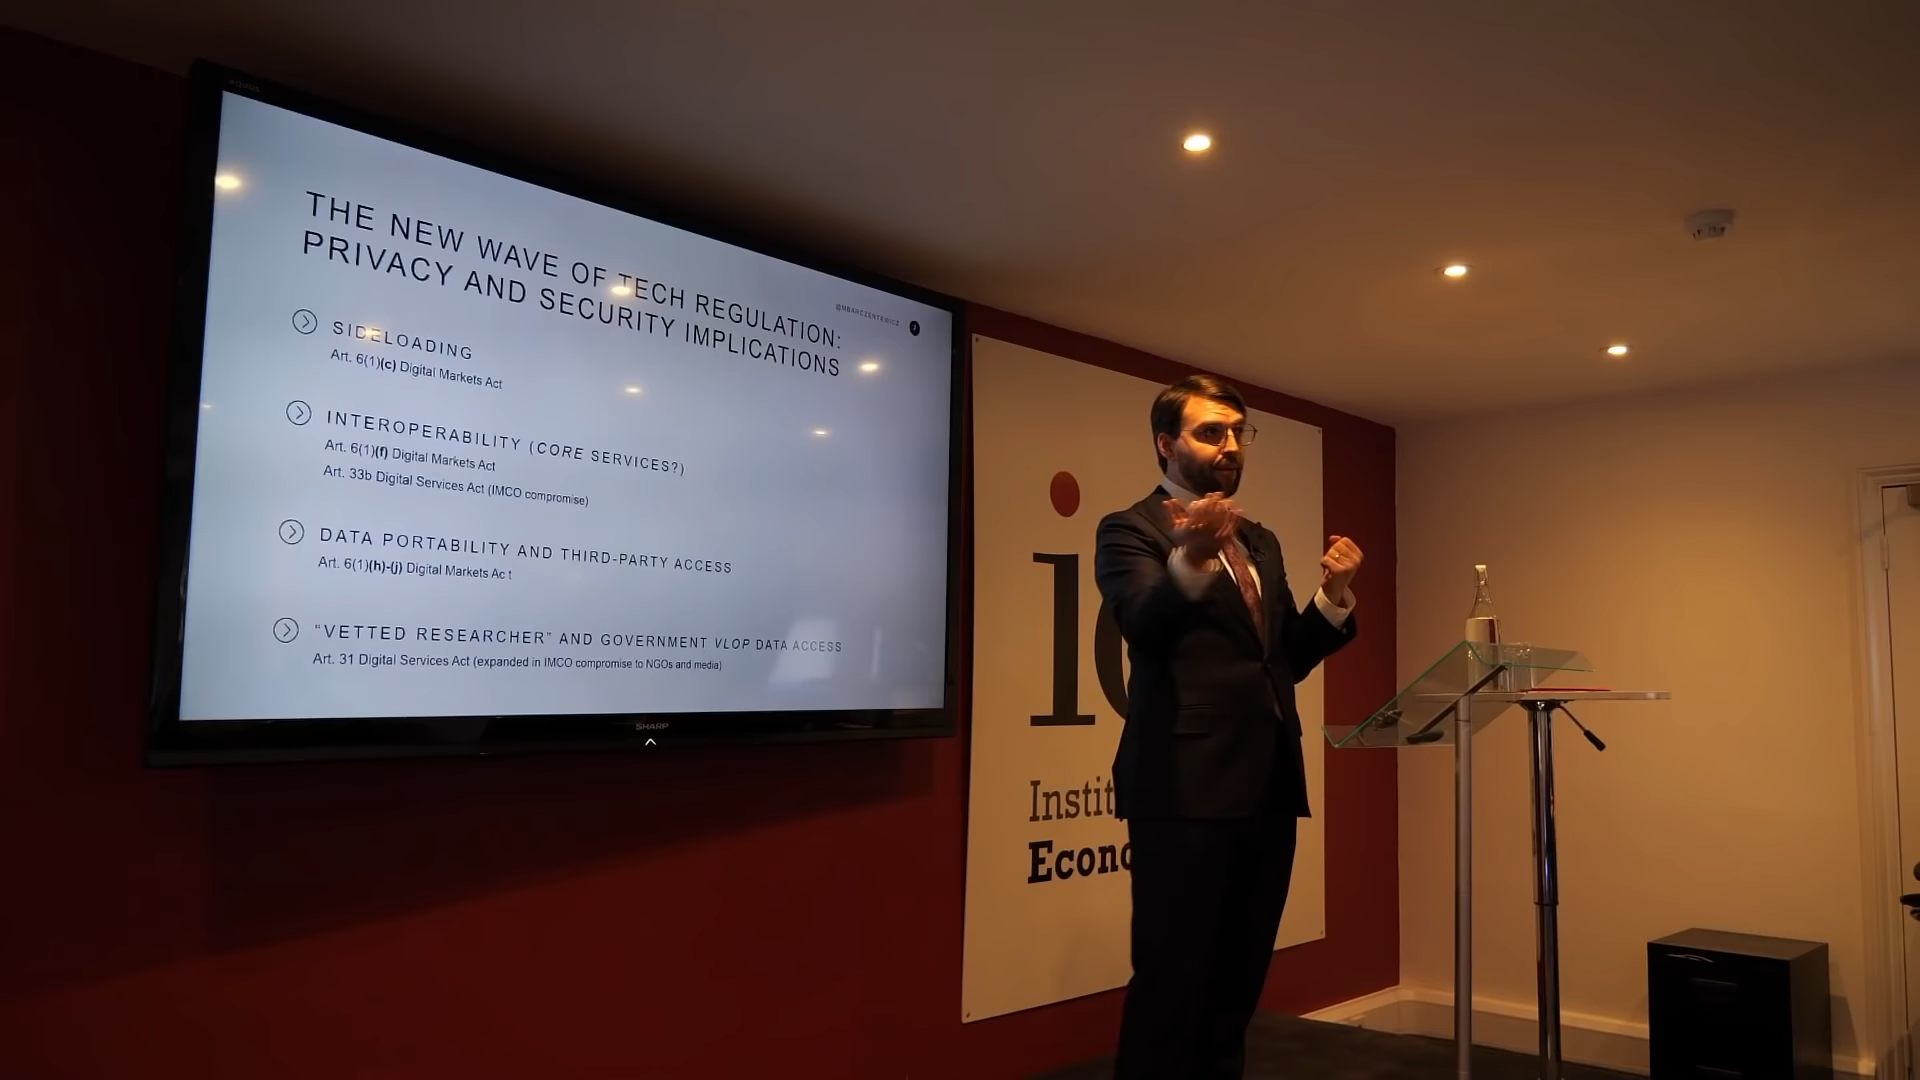 THE NEW WAVE OF TECH REGULATION:
PRIVACY AND SECURITY IMPLICATIONS
@MBARCZENTEWICZ
SIDELOADING
Art. 6(1)(c) Digital Markets Act
INTEROPERABILITY (CORE SERVICES?)
Art. 6(1)(f) Digital Markets Act
Art. 33b Digital Services Act (IMCO compromise)
DATA PORTABILITY AND THIRD-PARTY ACCESS
Art. 6(1)(h)-(j) Digital Markets Ac t
“VETTED RESEARCHER” AND GOVERNMENT VLOP DATA ACCESS
Art. 31 Digital Services Act (expanded in IMCO compromise to NGOs and media)
SHARP
Instit
Econo